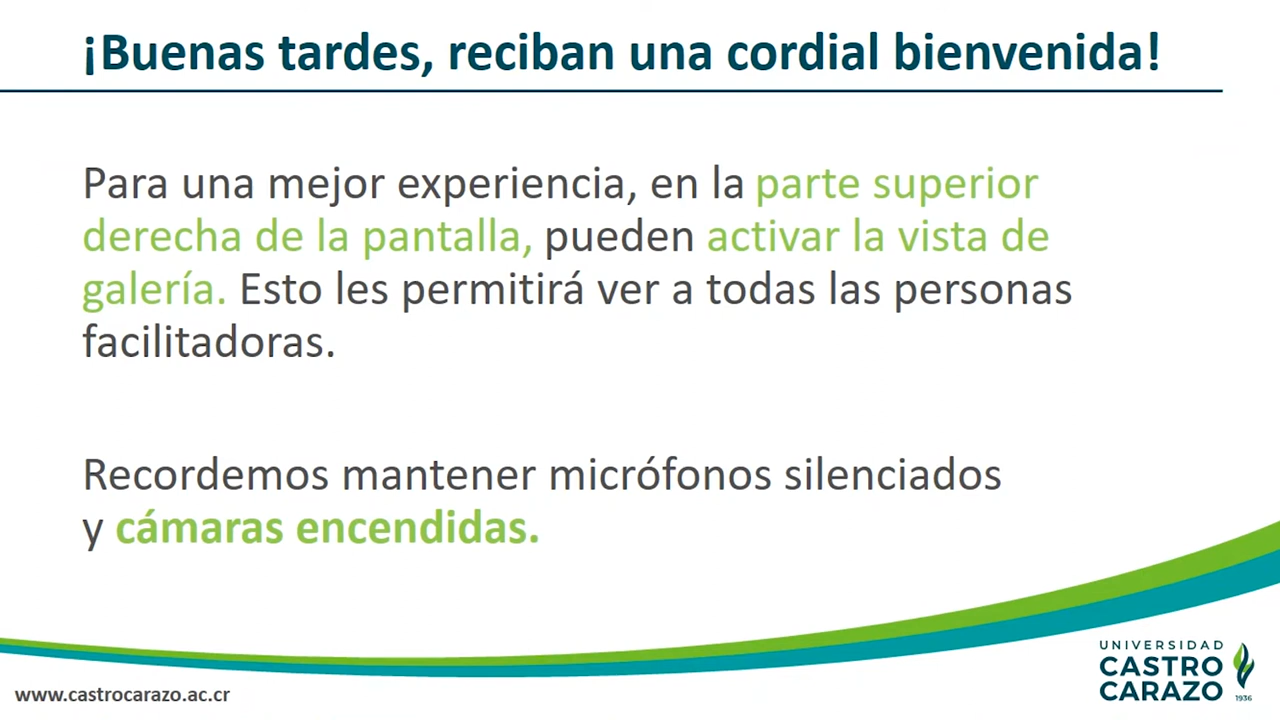 ¡Buenas tardes, reciban una cordial bienvenida!
Para una mejor experiencia, en la parte superior
derecha de la pantalla, pueden activar la vista de
galería. Esto les permitirá ver a todas las personas
facilitadoras.
Recordemos mantener micrófonos silenciados
y cámaras encendidas.
www.castrocarazo.ac.cr
UNIVERSIDAD
CASTRO
CARAZO
1936